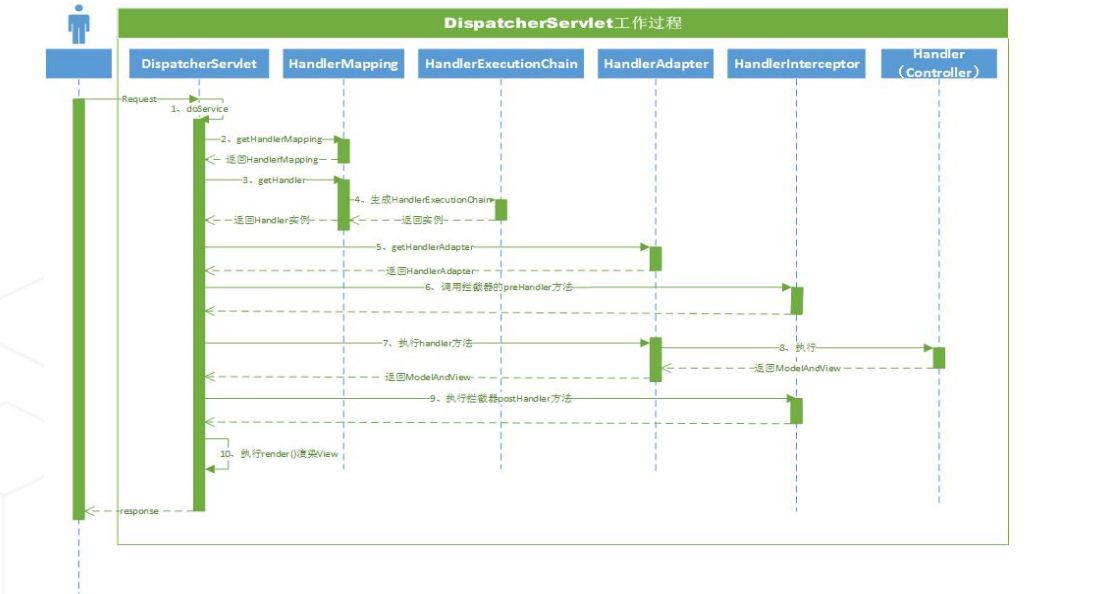 DispatcherServlet工作过程
DispatcherServlet
HandlerMapping
HandlerExecutionChain
HandlerAdapter
HandlerInterceptor
Handler
（Controller）
Request
1、doService
2、getHandlerMapping
返回HandlerMapping
3、getHandler
4、生成HandlerExecutionChain
返回Handler实例
返回实例
5、getHandlerAdapter
返回HandlerAdapter
6、调用拦截器的preHandler方法
7、执行handler方法
8、执行
返回ModelAndView
返回ModelAndView
9、执行拦截器postHandler方法
10、执行render()渲染View
response